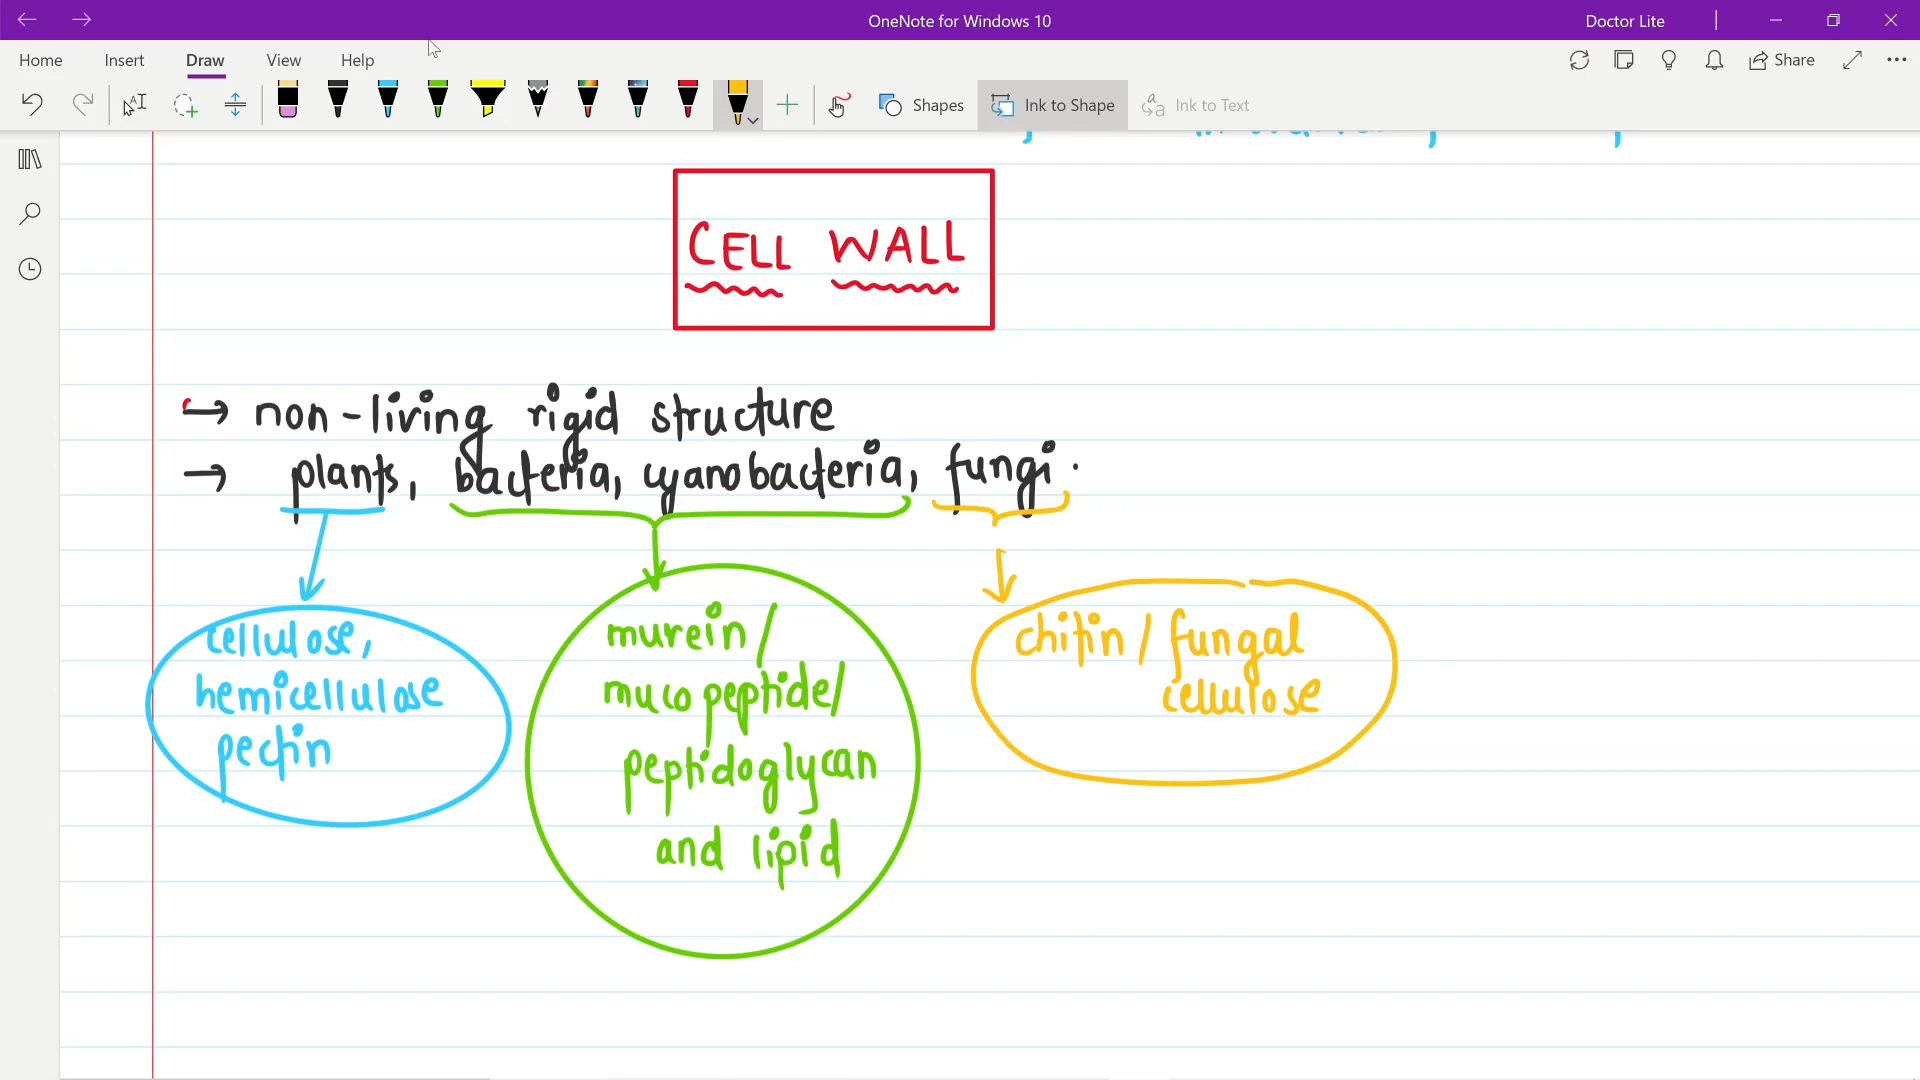 OneNote for Windows 10
Doctor Lite
Home Insert Draw View Help
Share
Shapes Ink to Shape Ink to Text
CELL WALL
→ non-living rigid structure
→ plants, bacteria, cyanobacteria, fungi.
cellulose,
hemicellulose
pectin
murein/
mucopeptide/
peptidoglycan
and lipid
chitin / fungal
cellulose